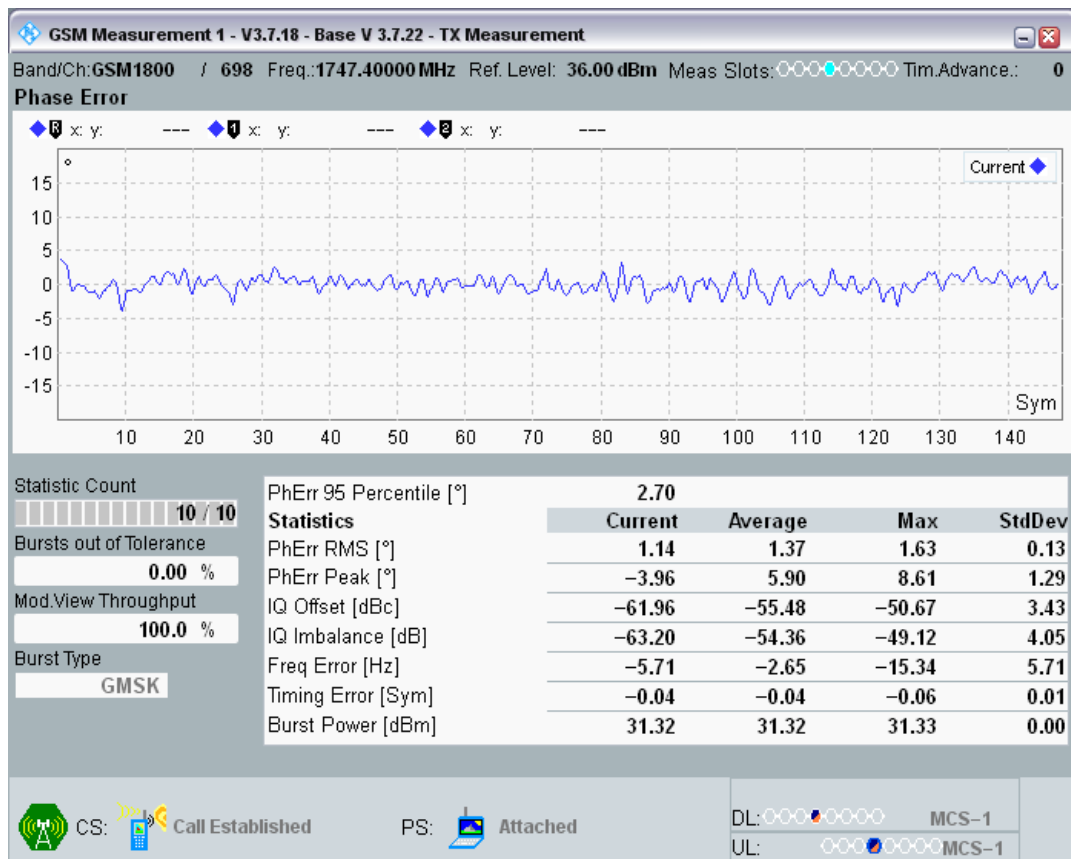 GSM Measurement 1 - V3.7.18 - Base V 3.7.22 - TX Measurement
Band/Ch:GSM1800 / 698 Freq.:1747.40000 MHz Ref. Level: 36.00 dBm Meas Slots: Tim.Advance.: 0
Phase Error
R x: y: --- 1 x: y: --- 2 x: y: ---
° Current
15
10
5
0
-5
-10
-15
Sym
10 20 30 40 50 60 70 80 90 100 110 120 130 140
Statistic Count
10 / 10
Bursts out of Tolerance
0.00 %
Mod.View Throughput
100.0 %
Burst Type
GMSK
PhErr 95 Percentile [°] 2.70
Statistics Current Average Max StdDev
PhErr RMS [°] 1.14 1.37 1.63 0.13
PhErr Peak [°] −3.96 5.90 8.61 1.29
IQ Offset [dBc] −61.96 −55.48 −50.67 3.43
IQ Imbalance [dB] −63.20 −54.36 −49.12 4.05
Freq Error [Hz] −5.71 −2.65 −15.34 5.71
Timing Error [Sym] −0.04 −0.04 −0.06 0.01
Burst Power [dBm] 31.32 31.32 31.33 0.00
CS: Call Established PS: Attached
DL: MCS−1
UL: MCS−1